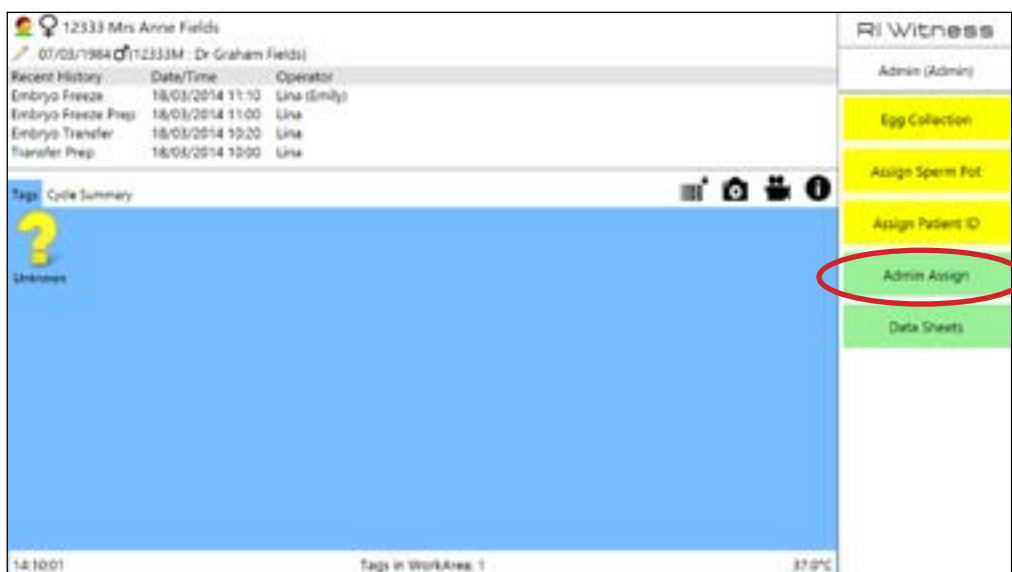 12333 Mrs Anne Fields
07/03/1984 (12333M : Dr Graham Fields)
Recent History Date/Time Operator
Embryo Freeze 18/03/2014 11:10 Lina (Emily)
Embryo Freeze Prep 18/03/2014 11:00 Lina
Embryo Transfer 18/03/2014 10:20 Lina
Transfer Prep 18/03/2014 10:00 Lina
Tags Cycle Summary
Unknown
14:10:01 Tags in WorkArea: 1 37.0°C
RI Witness
Admin (Admin)
Egg Collection
Assign Sperm Pot
Assign Patient ID
Admin Assign
Data Sheets